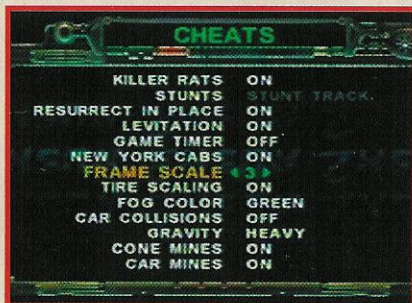 CHEATS
KILLER RATS ON
STUNTS STUNT TRACK
RESURRECT IN PLACE ON
LEVITATION ON
GAME TIMER OFF
NEW YORK CABS ON
FRAME SCALE 3
TIRE SCALING ON
FOG COLOR GREEN
CAR COLLISIONS OFF
GRAVITY HEAVY
CONE MINES ON
CAR MINES ON